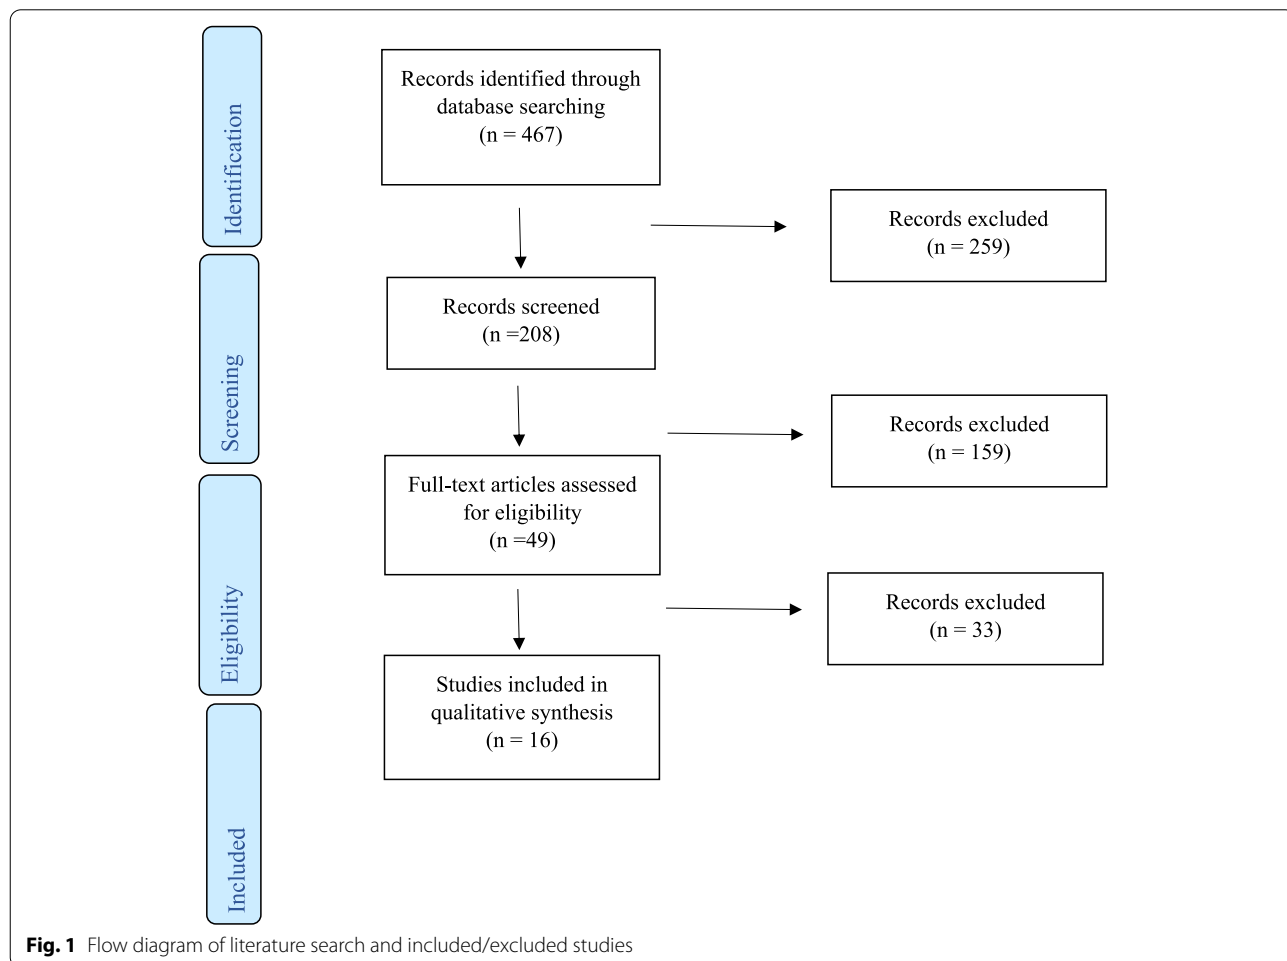 Identification
Records identified through
database searching
(n = 467)
Records excluded
(n = 259)
Screening
Records screened
(n =208)
Records excluded
(n = 159)
Eligibility
Full-text articles assessed
for eligibility
(n =49)
Records excluded
(n = 33)
Included
Studies included in
qualitative synthesis
(n = 16)
Fig. 1 Flow diagram of literature search and included/excluded studies